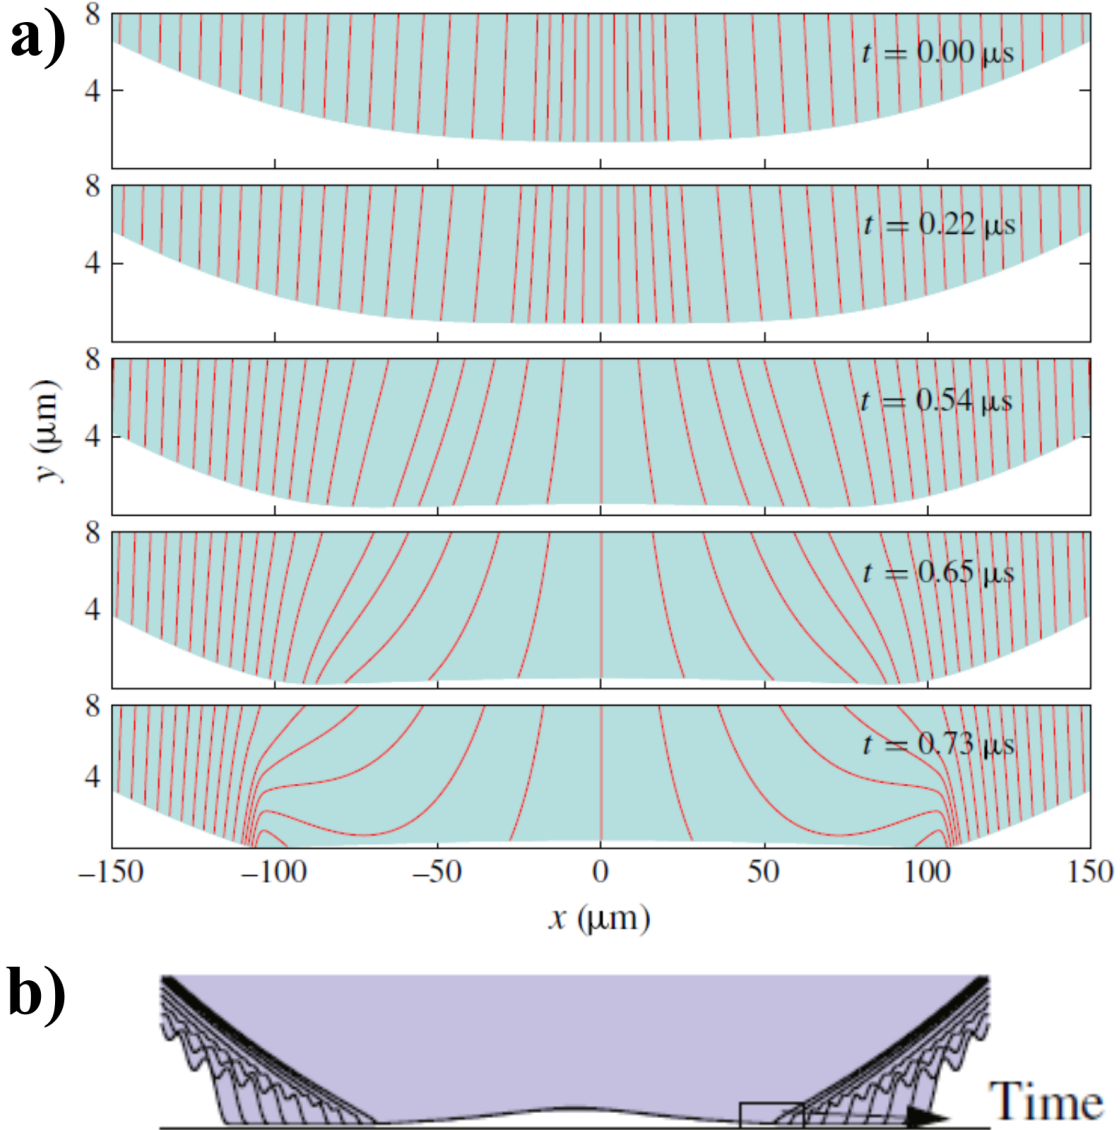 a)
8
t = 0.00 μs
4
8
t = 0.22 μs
4
8
t = 0.54 μs
4
y (μm)
8
t = 0.65 μs
4
8
t = 0.73 μs
4
–150 –100 –50 0 50 100 150
x (μm)
b)
Time